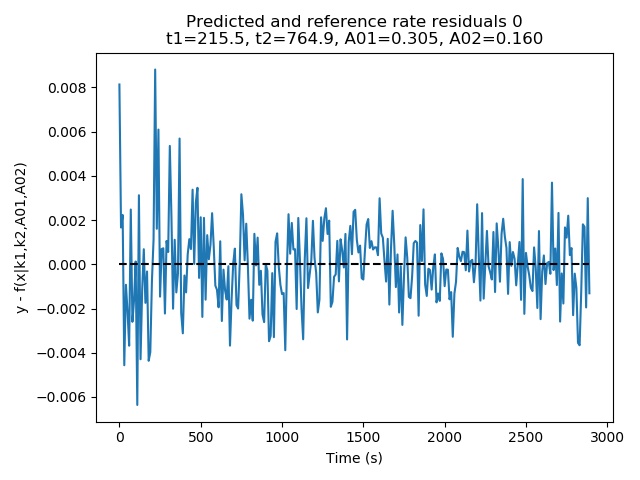 Predicted and reference rate residuals 0
t1=215.5, t2=764.9, A01=0.305, A02=0.160
y - f(x|k1,k2,A01,A02)
0.008
0.006
0.004
0.002
0.000
−0.002
−0.004
−0.006
0 500 1000 1500 2000 2500 3000
Time (s)